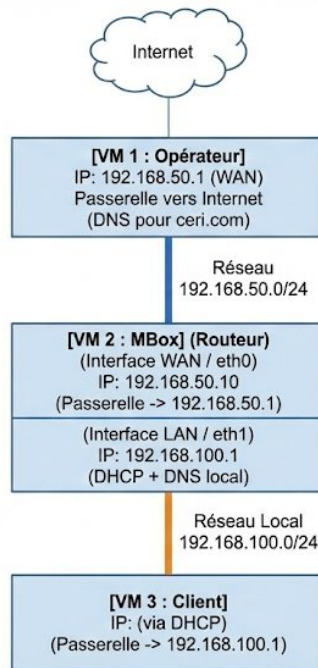 Internet
[VM 1 : Opérateur]
IP: 192.168.50.1 (WAN)
Passerelle vers Internet
(DNS pour ceri.com)
Réseau
192.168.50.0/24
[VM 2 : MBox] (Routeur)
(Interface WAN / eth0)
IP: 192.168.50.10
(Passerelle -> 192.168.50.1)
(Interface LAN / eth1)
IP: 192.168.100.1
(DHCP + DNS local)
Réseau Local
192.168.100.0/24
[VM 3 : Client]
IP: (via DHCP)
(Passerelle -> 192.168.100.1)